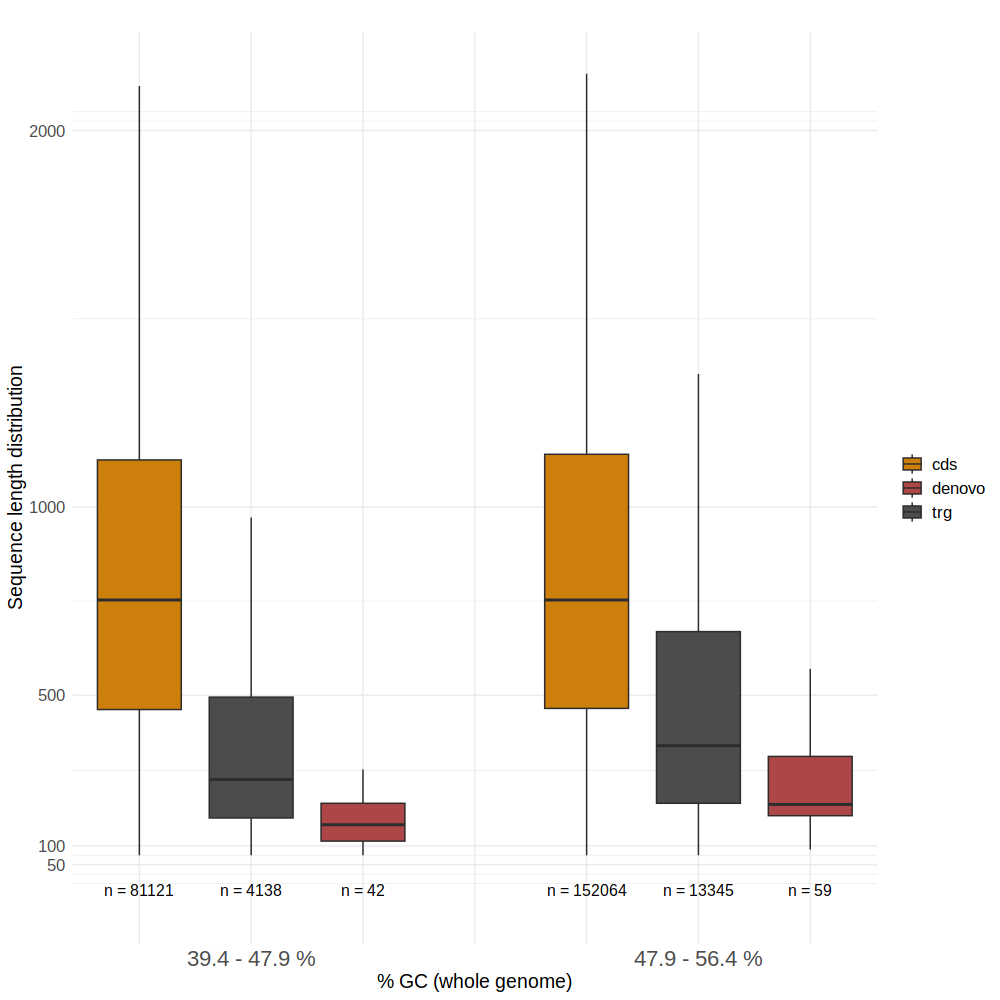 Sequence length distribution
2000
1000
500
100
50
n = 81121
n = 4138
n = 42
n = 152064
n = 13345
n = 59
39.4 - 47.9 %
47.9 - 56.4 %
% GC (whole genome)
cds
denovo
trg